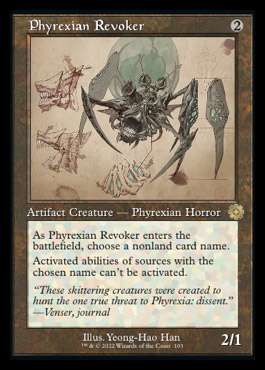 Phyrexian Revoker 2
Artifact Creature — Phyrexian Horror
As Phyrexian Revoker enters the
battlefield, choose a nonland card name.
Activated abilities of sources with the
chosen name can't be activated.
"These skittering creatures were created to
hunt the one true threat to Phyrexia: dissent."
—Venser, journal
Illus. Yeong-Hao Han
™ & © 2022 Wizards of the Coast 103
2/1